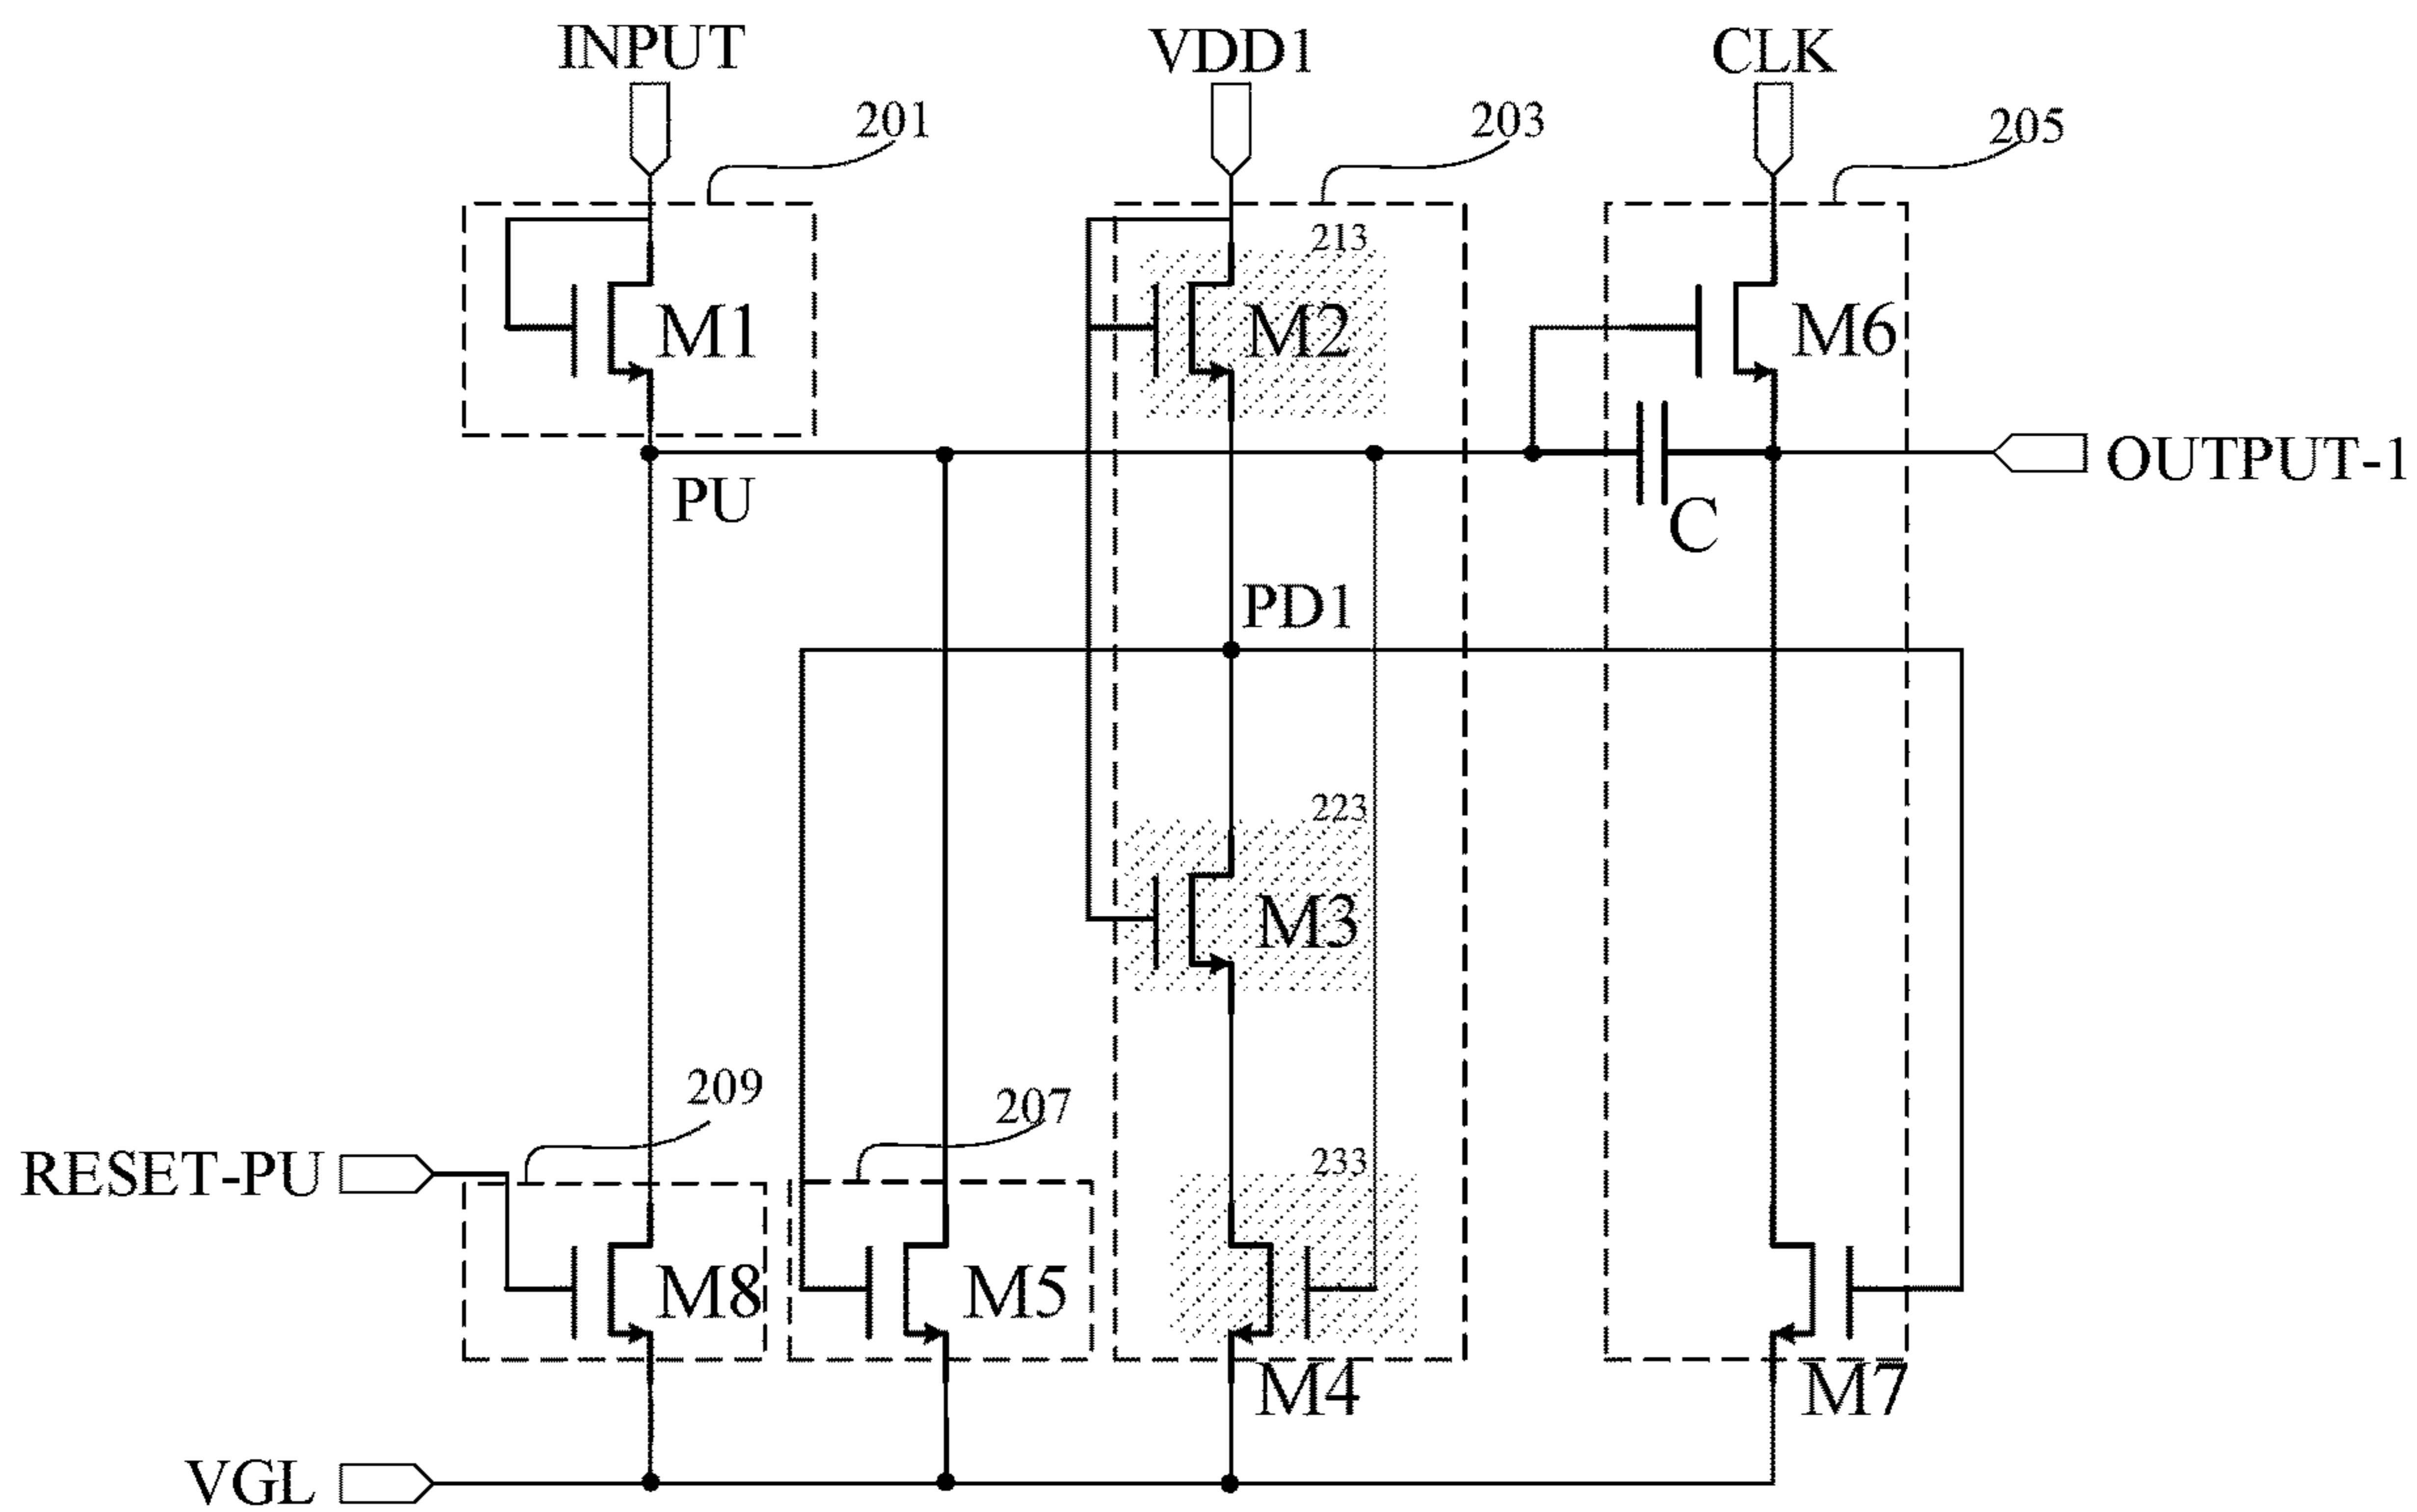 INPUT
VDD1
CLK
201
203
205
213
M1
M2
M6
OUTPUT-1
PU
C
PD1
223
M3
209
207
RESET-PU
233
M8
M5
M4
M7
VGL